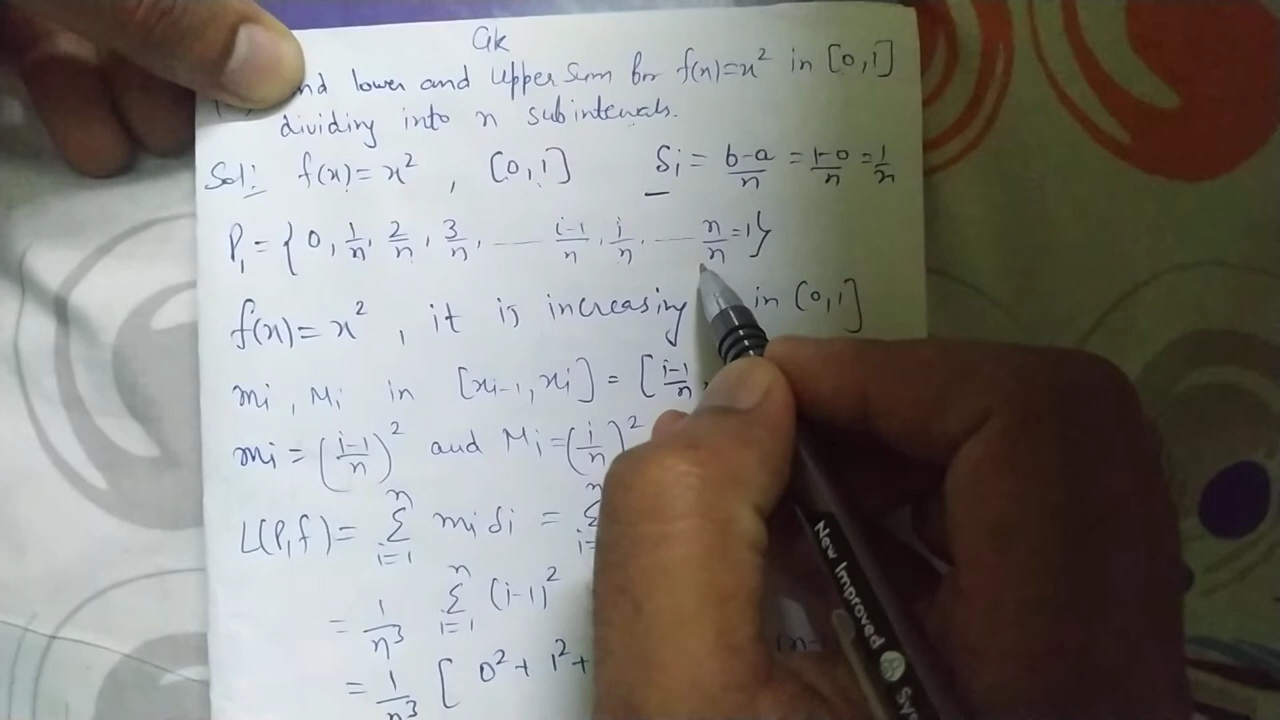 Gk
nd lower and Upper Sum for f(x)=x² in [0,1]
dividing into n subintervals.
Sol: f(x)=x², [0,1] δi = b-a/n = 1-0/n = 1/n
P₁ = { 0, 1/n, 2/n, 3/n, ...... i-1/n, i/n, .... n/n =1}
f(x)=x², it is increasing in [0,1]
mi, Mi in [xi-1, xi] = [i-1/n,
mi = (i-1/n)² and Mi = (i/n)²
L(P,f) = Σ i=1 n mi δi = Σ i=
= 1/n³ Σ i=1 n (i-1)²
= 1/n³ [ 0² + 1² + (n-
New Improved
Sys